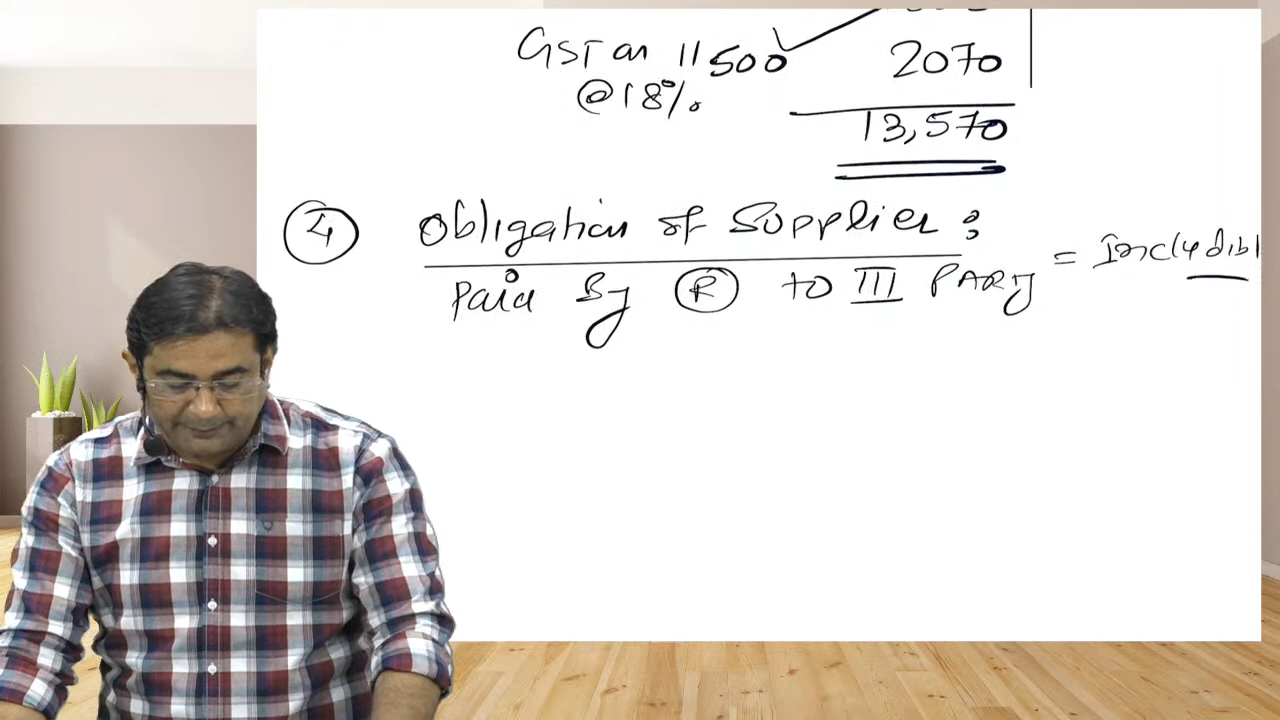 GST on 11500 2070
@18%.
13,570
4 Obligation of Supplier :
Paid By R to III PARTy = Includibl